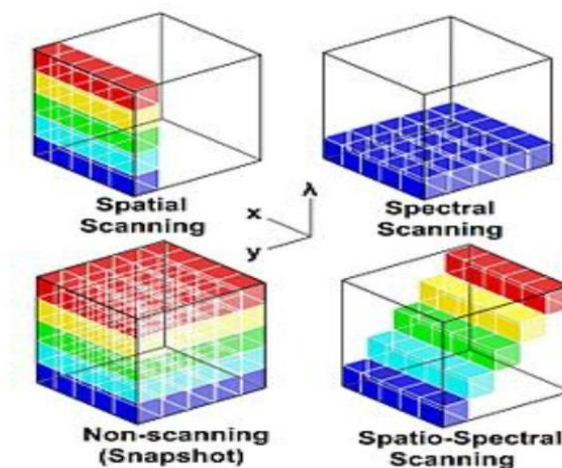 Spatial
Scanning
Spectral
Scanning
λ
x
y
Non-scanning
(Snapshot)
Spatio-Spectral
Scanning